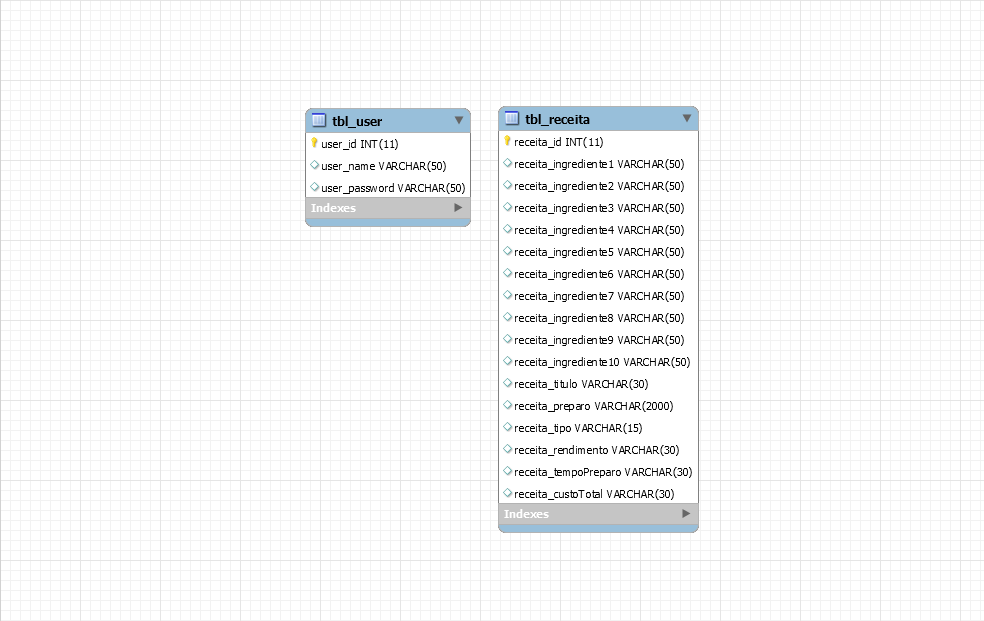 tbl_user
user_id INT(11)
user_name VARCHAR(50)
user_password VARCHAR(50)
Indexes
tbl_receita
receita_id INT(11)
receita_ingrediente1 VARCHAR(50)
receita_ingrediente2 VARCHAR(50)
receita_ingrediente3 VARCHAR(50)
receita_ingrediente4 VARCHAR(50)
receita_ingrediente5 VARCHAR(50)
receita_ingrediente6 VARCHAR(50)
receita_ingrediente7 VARCHAR(50)
receita_ingrediente8 VARCHAR(50)
receita_ingrediente9 VARCHAR(50)
receita_ingrediente10 VARCHAR(50)
receita_titulo VARCHAR(30)
receita_preparo VARCHAR(2000)
receita_tipo VARCHAR(15)
receita_rendimento VARCHAR(30)
receita_tempoPreparo VARCHAR(30)
receita_custoTotal VARCHAR(30)
Indexes